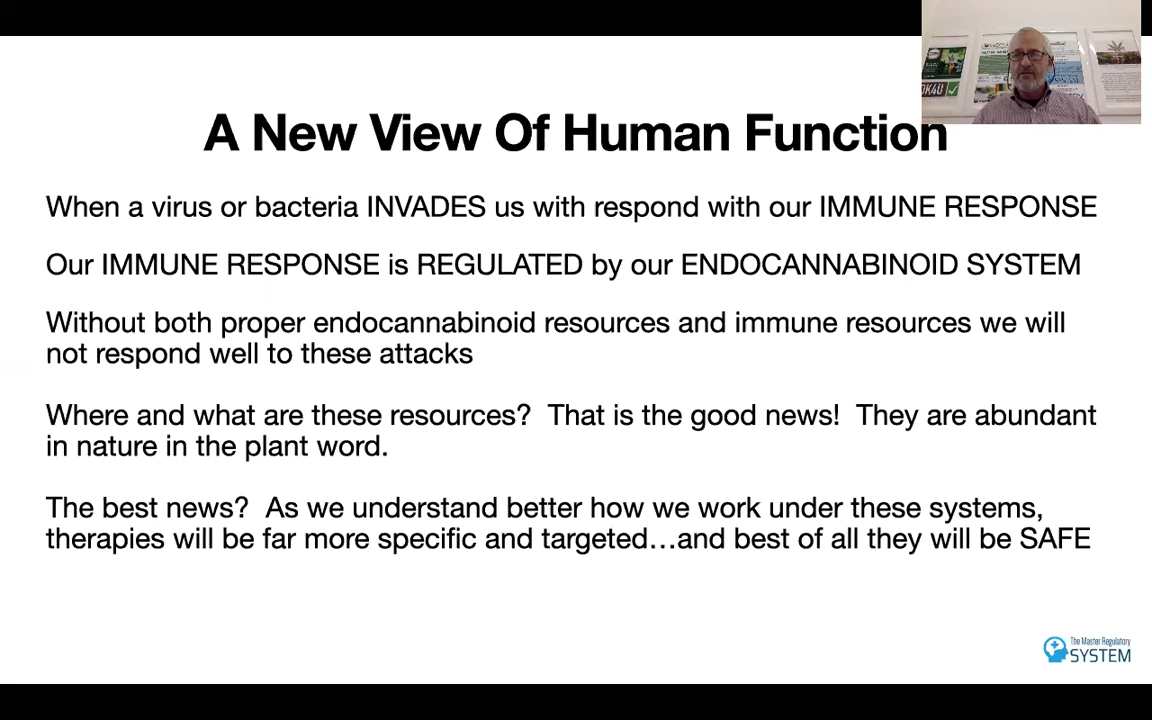 A New View Of Human Function
When a virus or bacteria INVADES us with respond with our IMMUNE RESPONSE
Our IMMUNE RESPONSE is REGULATED by our ENDOCANNABINOID SYSTEM
Without both proper endocannabinoid resources and immune resources we will
not respond well to these attacks
Where and what are these resources?  That is the good news!  They are abundant
in nature in the plant word.
The best news?  As we understand better how we work under these systems,
therapies will be far more specific and targeted…and best of all they will be SAFE
The Master Regulatory
SYSTEM